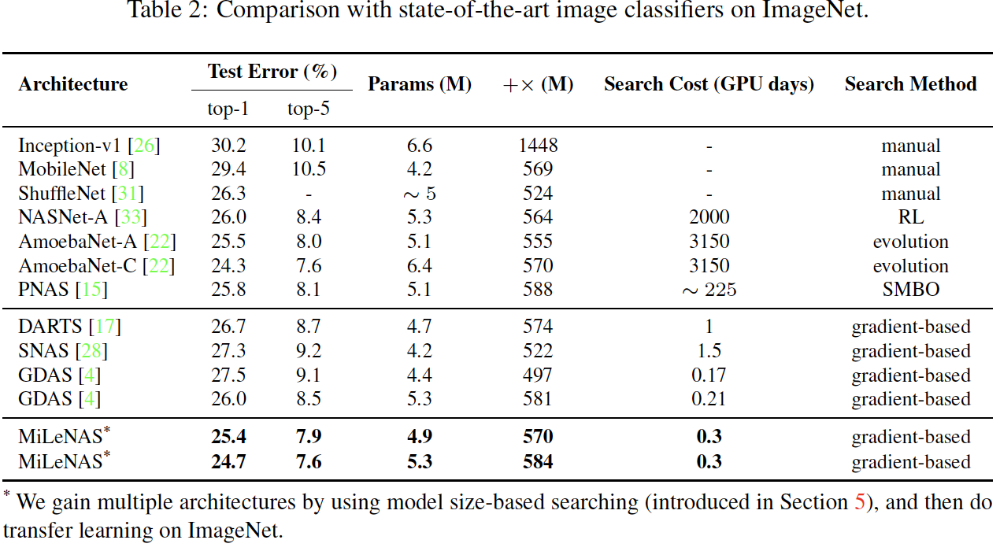 Table 2: Comparison with state-of-the-art image classifiers on ImageNet.
Architecture Test Error (%) Params (M) +× (M) Search Cost (GPU days) Search Method
top-1 top-5
Inception-v1 [26] 30.2 10.1 6.6 1448 - manual
MobileNet [8] 29.4 10.5 4.2 569 - manual
ShuffleNet [31] 26.3 - ∼ 5 524 - manual
NASNet-A [33] 26.0 8.4 5.3 564 2000 RL
AmoebaNet-A [22] 25.5 8.0 5.1 555 3150 evolution
AmoebaNet-C [22] 24.3 7.6 6.4 570 3150 evolution
PNAS [15] 25.8 8.1 5.1 588 ∼ 225 SMBO
DARTS [17] 26.7 8.7 4.7 574 1 gradient-based
SNAS [28] 27.3 9.2 4.2 522 1.5 gradient-based
GDAS [4] 27.5 9.1 4.4 497 0.17 gradient-based
GDAS [4] 26.0 8.5 5.3 581 0.21 gradient-based
MiLeNAS* 25.4 7.9 4.9 570 0.3 gradient-based
MiLeNAS* 24.7 7.6 5.3 584 0.3 gradient-based
* We gain multiple architectures by using model size-based searching (introduced in Section 5), and then do
transfer learning on ImageNet.